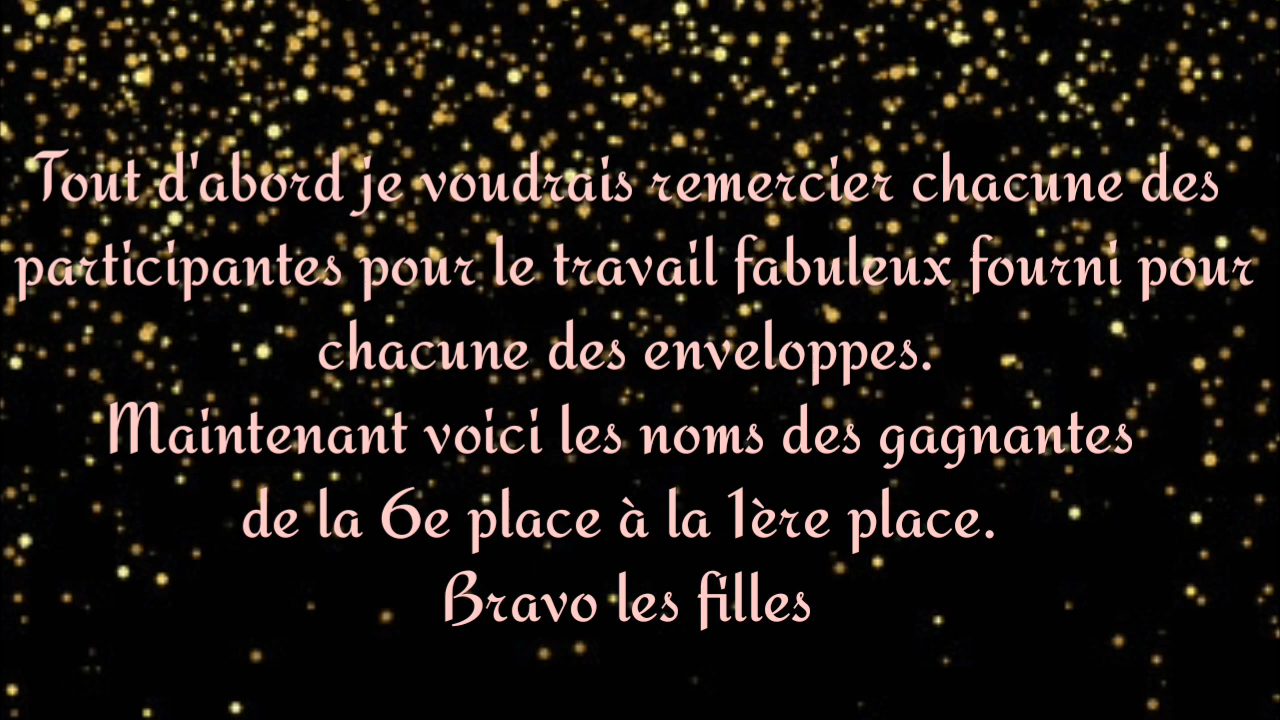 Tout d'abord je voudrais remercier chacune des
participantes pour le travail fabuleux fourni pour
chacune des enveloppes.
Maintenant voici les noms des gagnantes
de la 6e place à la 1ère place.
Bravo les filles